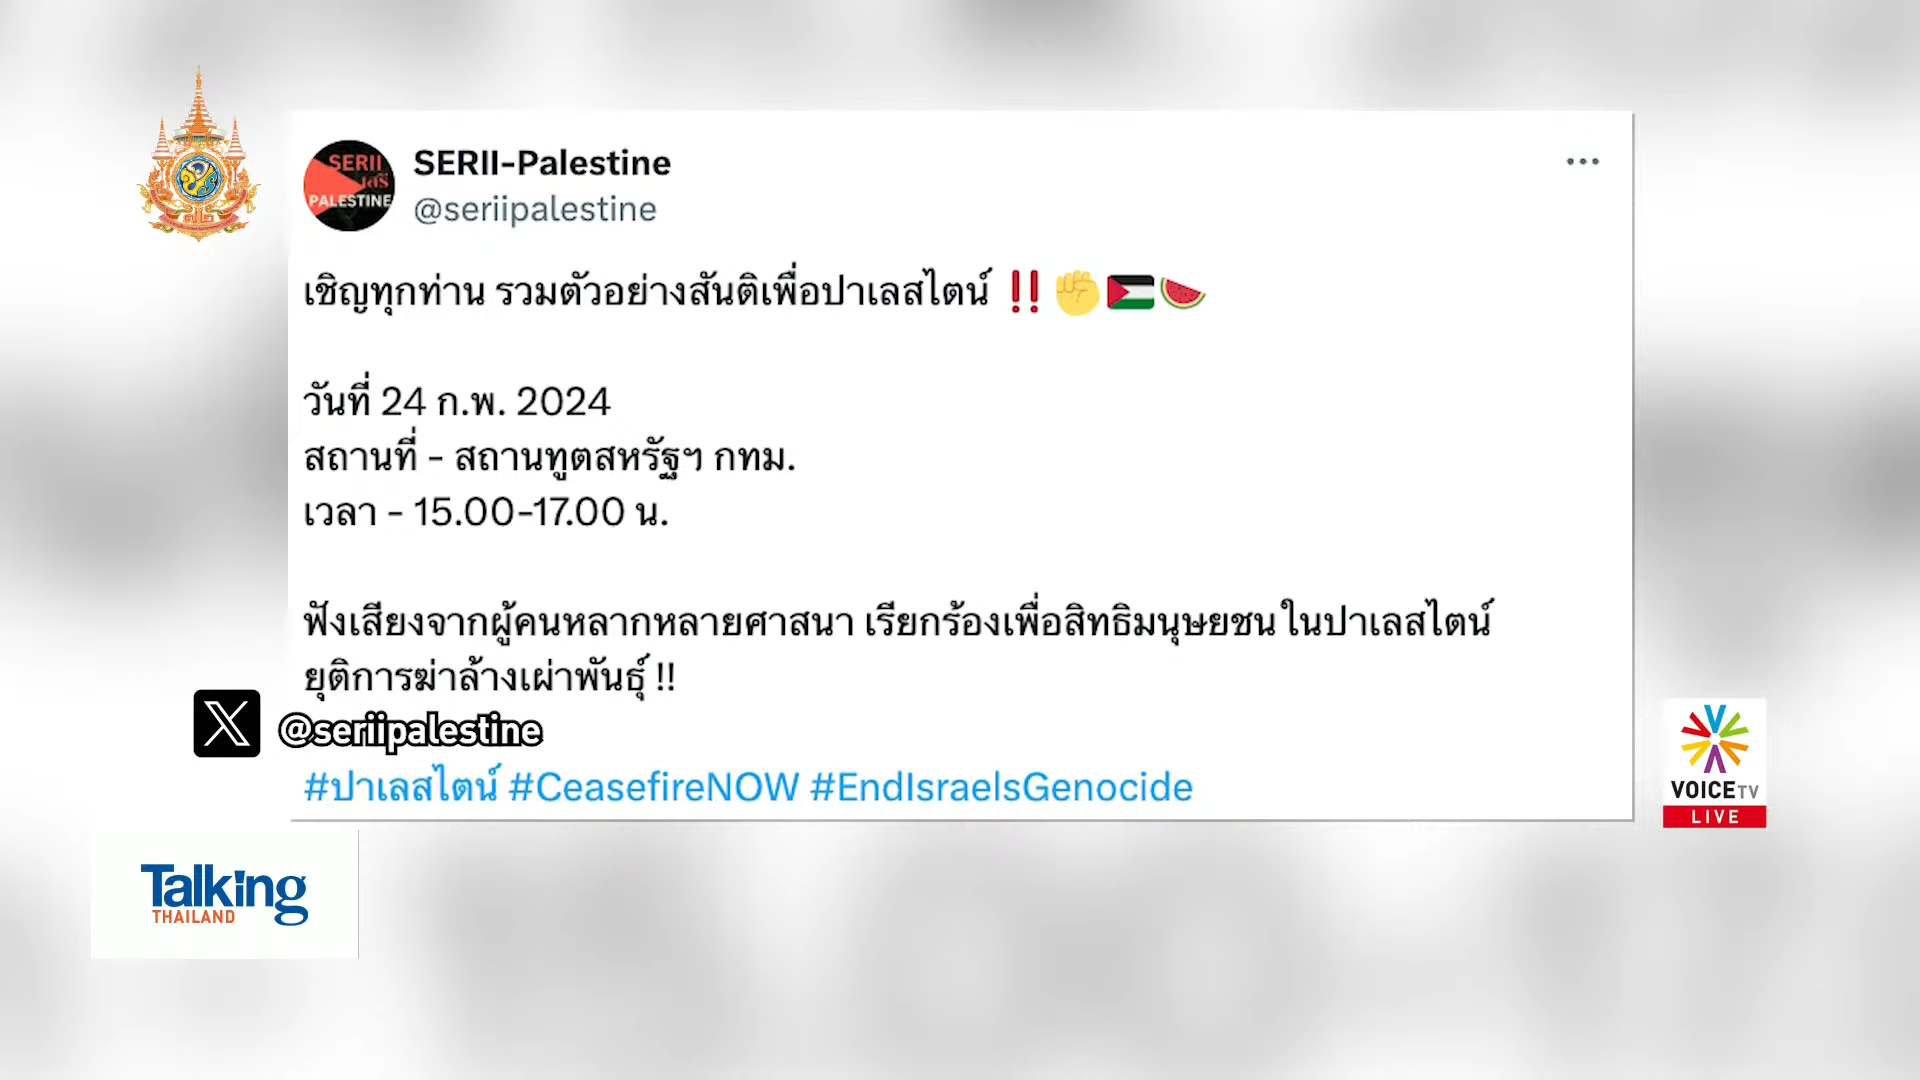 SERII
เสรี
PALESTINE
SERII-Palestine
@seriipalestine
เชิญทุกท่าน รวมตัวอย่างสันติเพื่อปาเลสไตน์ ‼️✊🇵🇸🍉
วันที่ 24 ก.พ. 2024
สถานที่ - สถานทูตสหรัฐฯ กทม.
เวลา - 15.00-17.00 น.
ฟังเสียงจากผู้คนหลากหลายศาสนา เรียกร้องเพื่อสิทธิมนุษยชนในปาเลสไตน์
ยุติการฆ่าล้างเผ่าพันธุ์ !!
X @seriipalestine
#ปาเลสไตน์ #CeasefireNOW #EndIsraelsGenocide
VOICE TV
LIVE
Talking
THAILAND